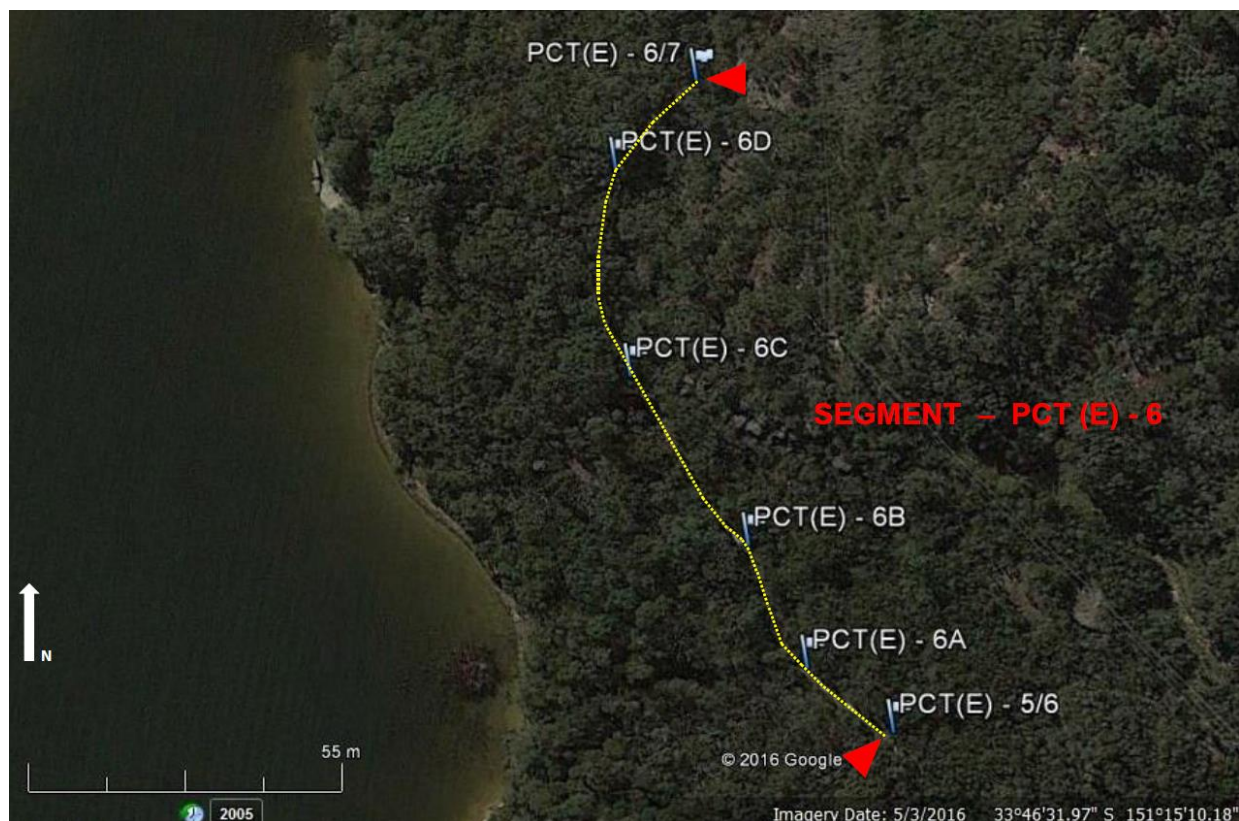 PCT(E) - 6/7
PCT(E) - 6D
PCT(E) - 6C
SEGMENT – PCT (E) - 6
PCT(E) - 6B
N
PCT(E) - 6A
PCT(E) - 5/6
55 m
© 2016 Google
2005
Imagery Date: 5/3/2016 33°46'31.97" S 151°15'10.18"